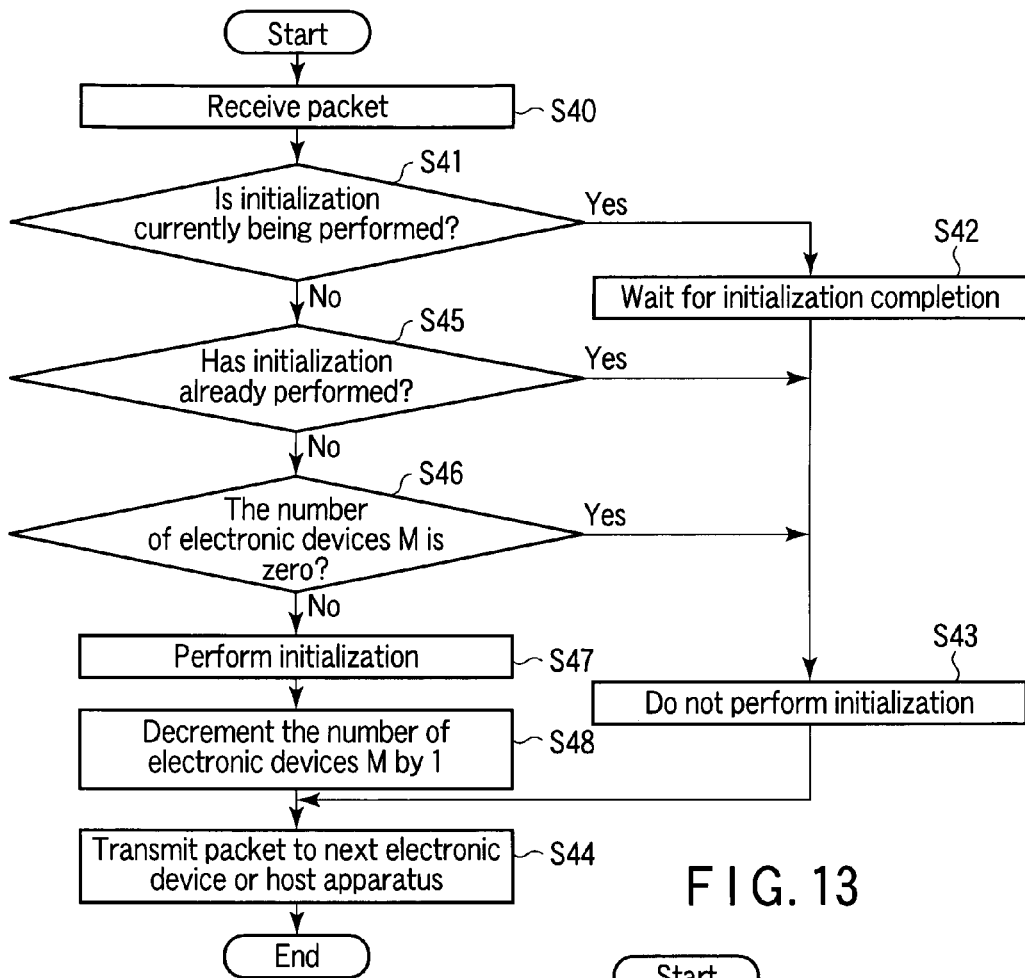 Start
Receive packet
S40
S41
Is initialization
currently being performed?
Yes
No
S42
Wait for initialization completion
S45
Has initialization
already performed?
Yes
No
S46
The number
of electronic devices M is
zero?
Yes
No
Perform initialization
S47
S43
Do not perform initialization
Decrement the number of
electronic devices M by 1
S48
Transmit packet to next electronic
device or host apparatus
S44
FIG. 13
End
Start